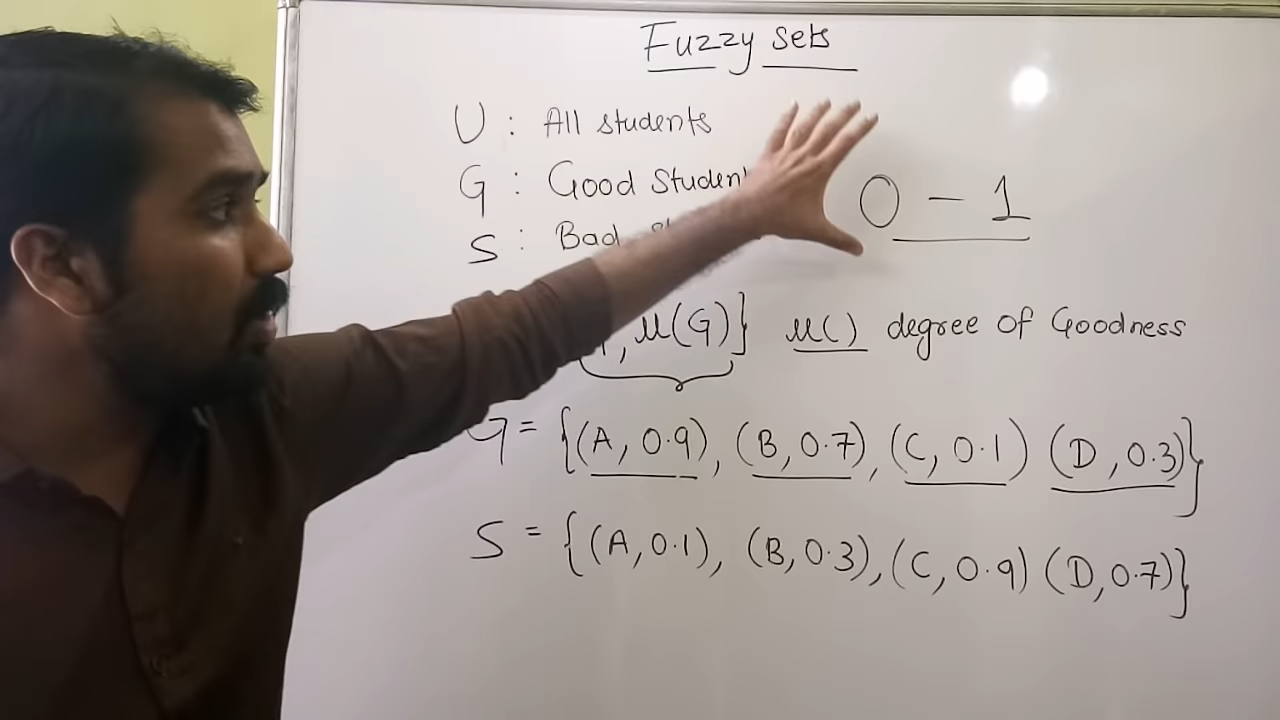 Fuzzy sets
U : All students
G : Good Student
0 - 1
S : Bad
, μ(G)} μ() degree of Goodness
G = {(A, 0.9), (B, 0.7), (C, 0.1) (D, 0.3)}
S = {(A, 0.1), (B, 0.3), (C, 0.9) (D, 0.7)}